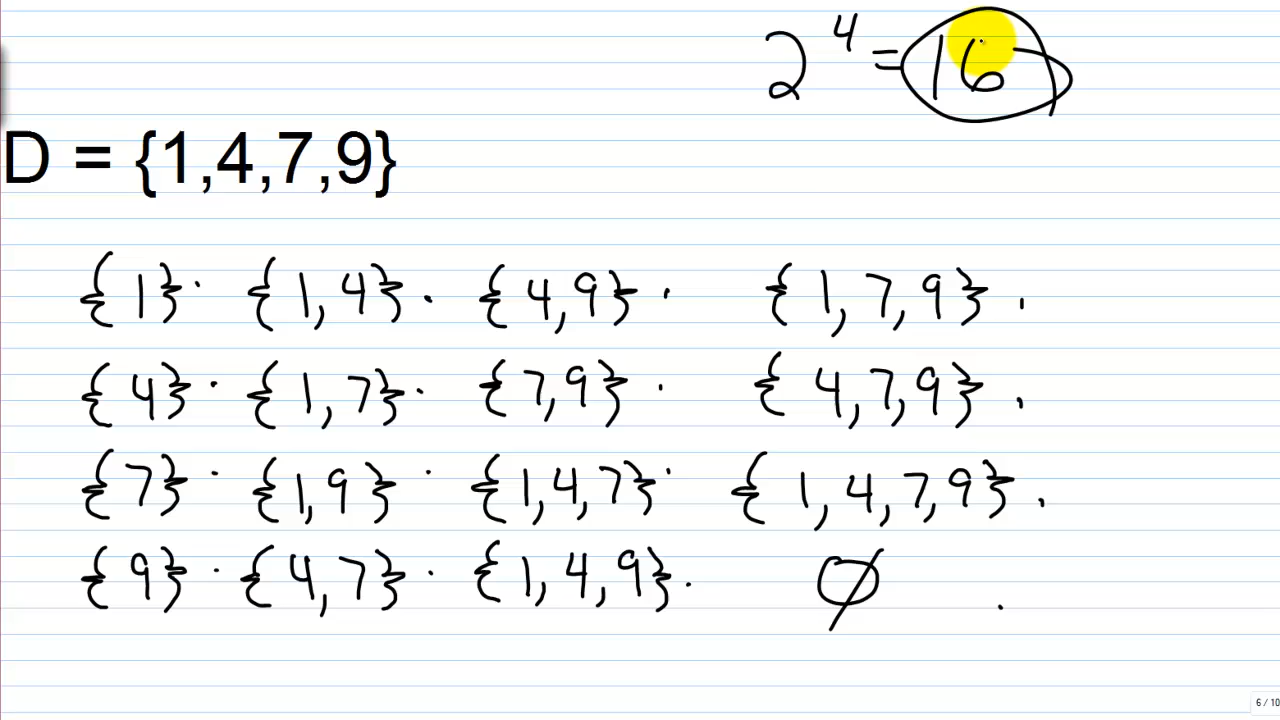 2⁴ = 16
D = {1,4,7,9}
{1} · {1,4} · {4,9} · {1,7,9} .
{4} · {1,7} · {7,9} · {4,7,9} .
{7} · {1,9} · {1,4,7} · {1,4,7,9} .
{9} · {4,7} · {1,4,9} . ∅ .
6 / 10